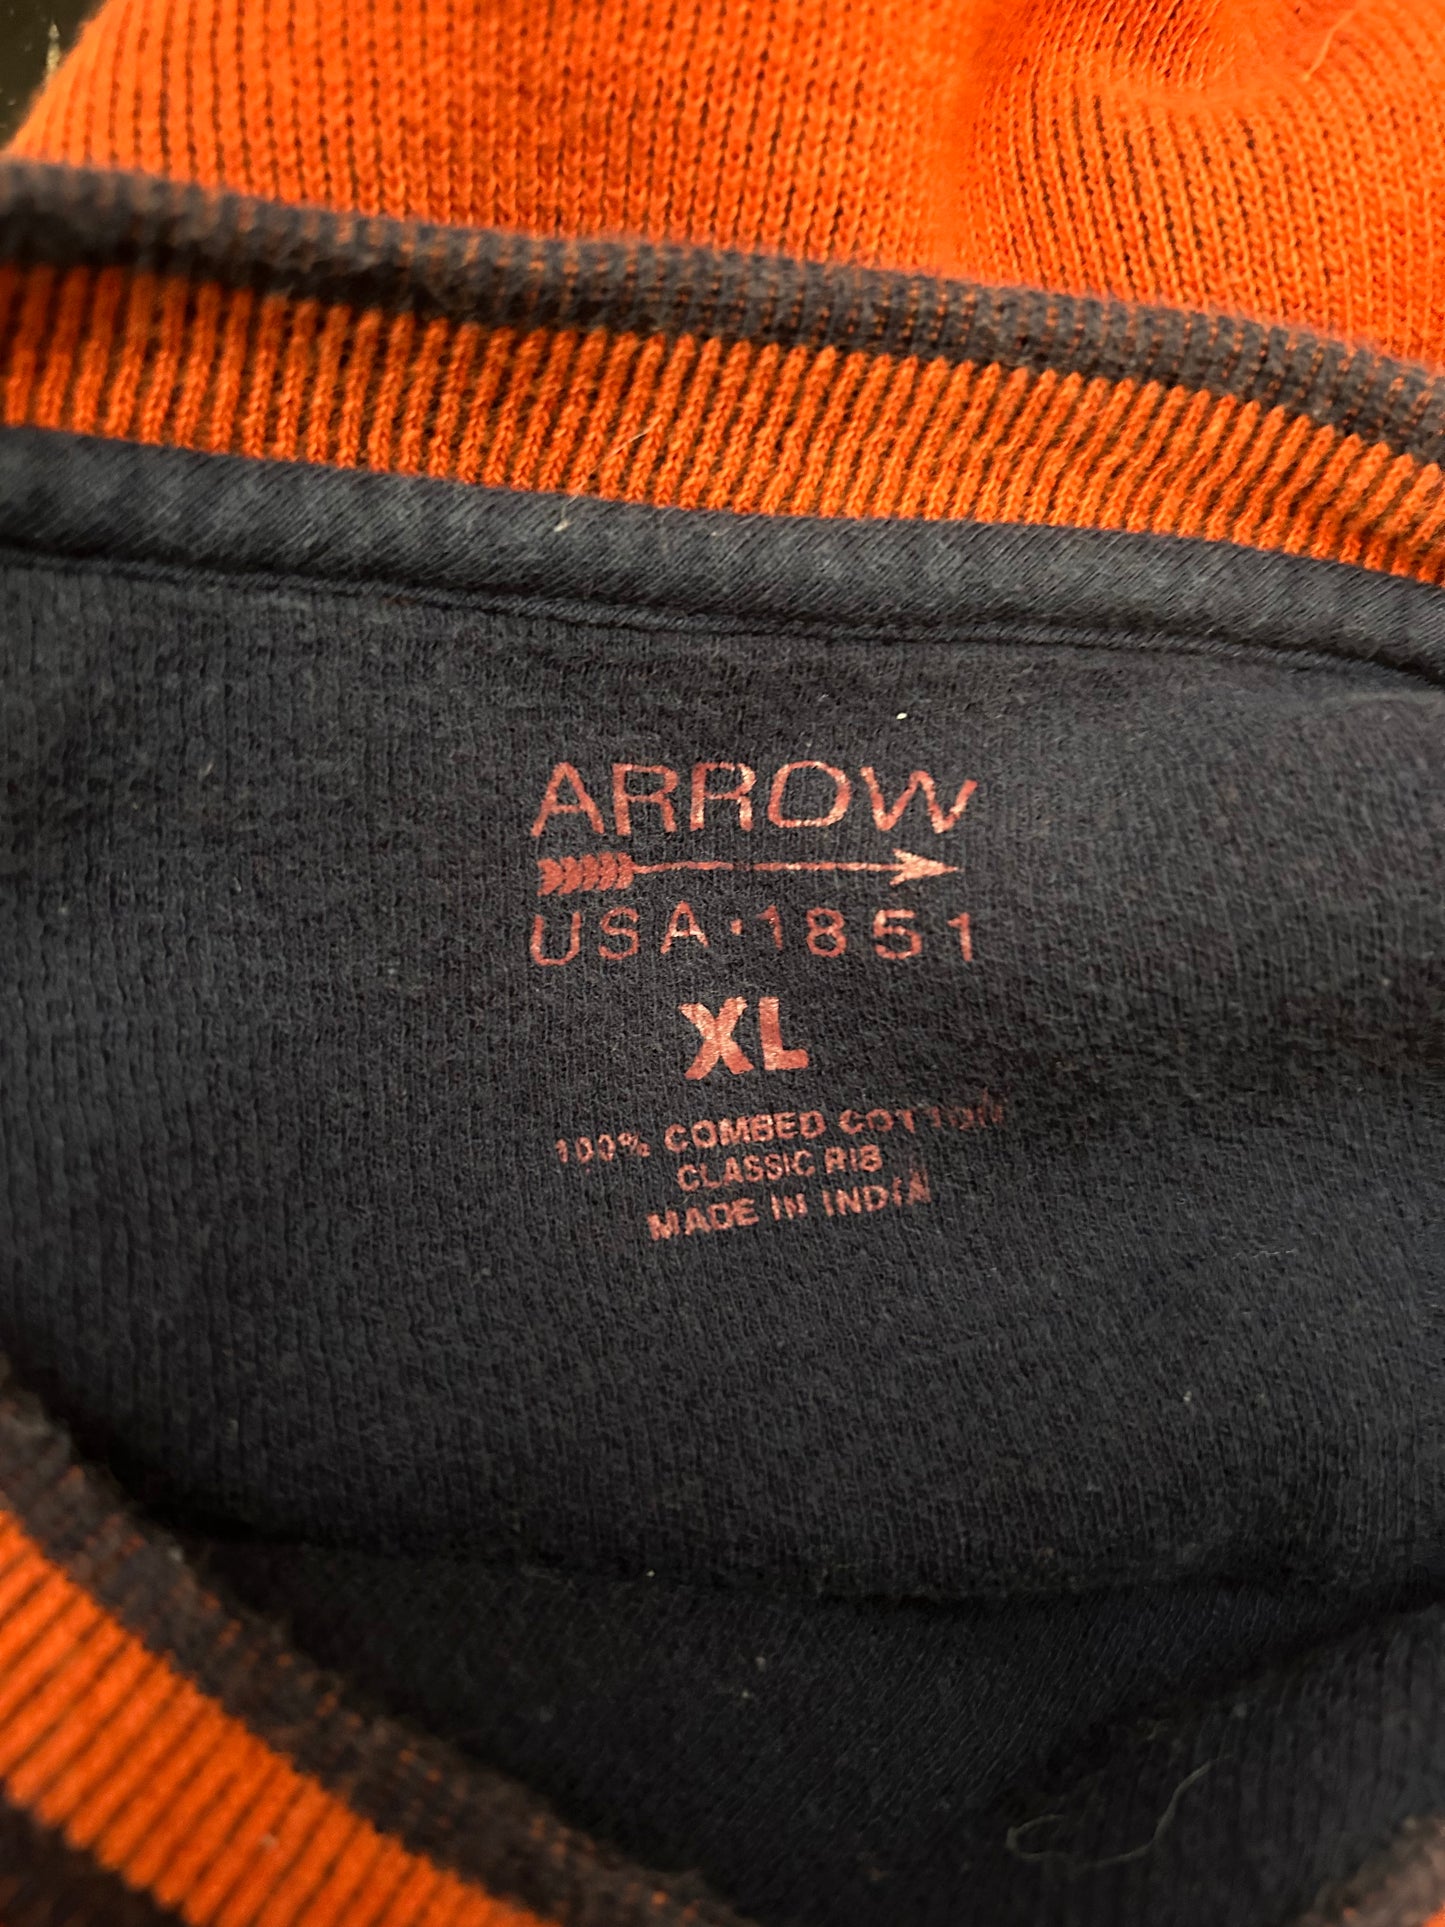 ARROW
USA·1851
XL
100% COMBED COTTON
CLASSIC RIB
MADE IN INDIA